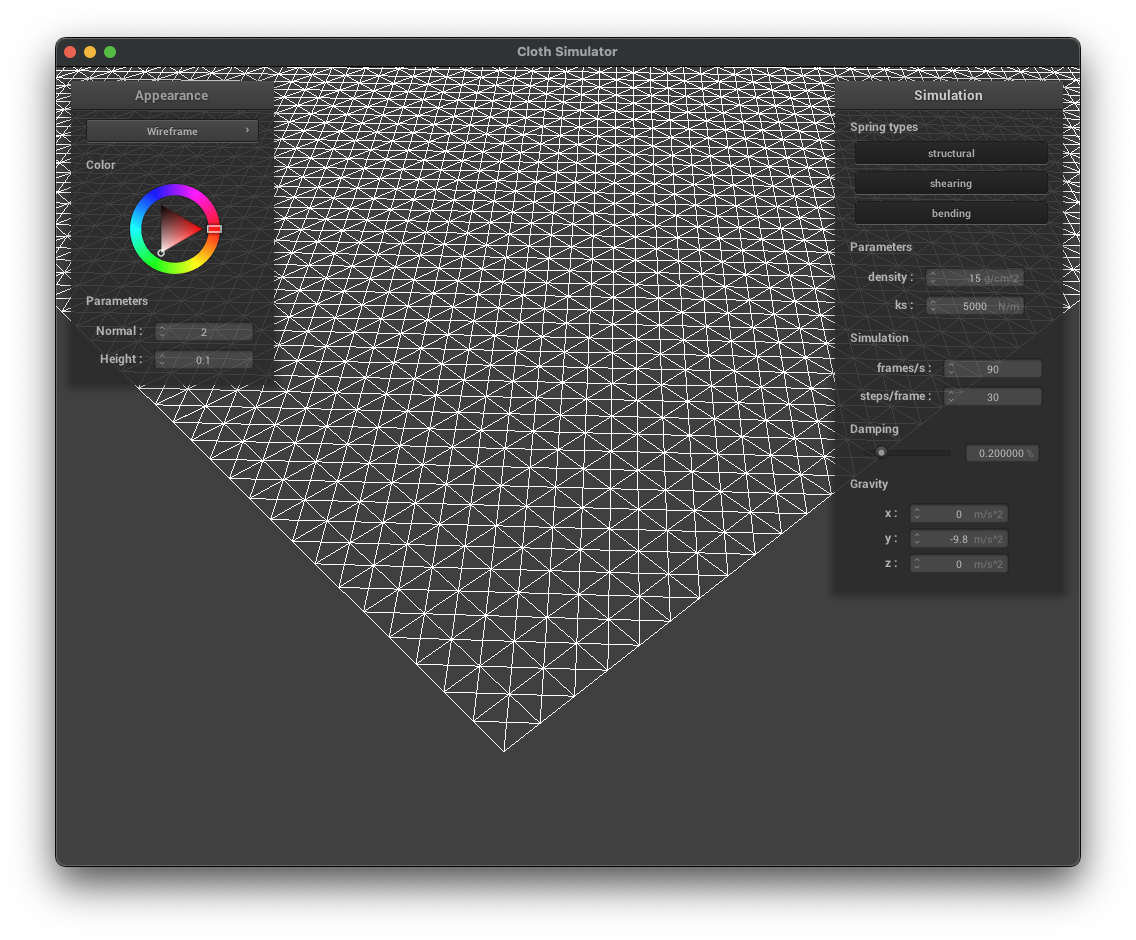 Cloth Simulator
Appearance
Wireframe
Color
Parameters
Normal : 2
Height : 0.1
Simulation
Spring types
structural
shearing
bending
Parameters
density : 15 g/cm^2
ks : 5000 N/m
Simulation
frames/s : 90
steps/frame : 30
Damping
0.200000 %
Gravity
x : 0 m/s^2
y : -9.8 m/s^2
z : 0 m/s^2